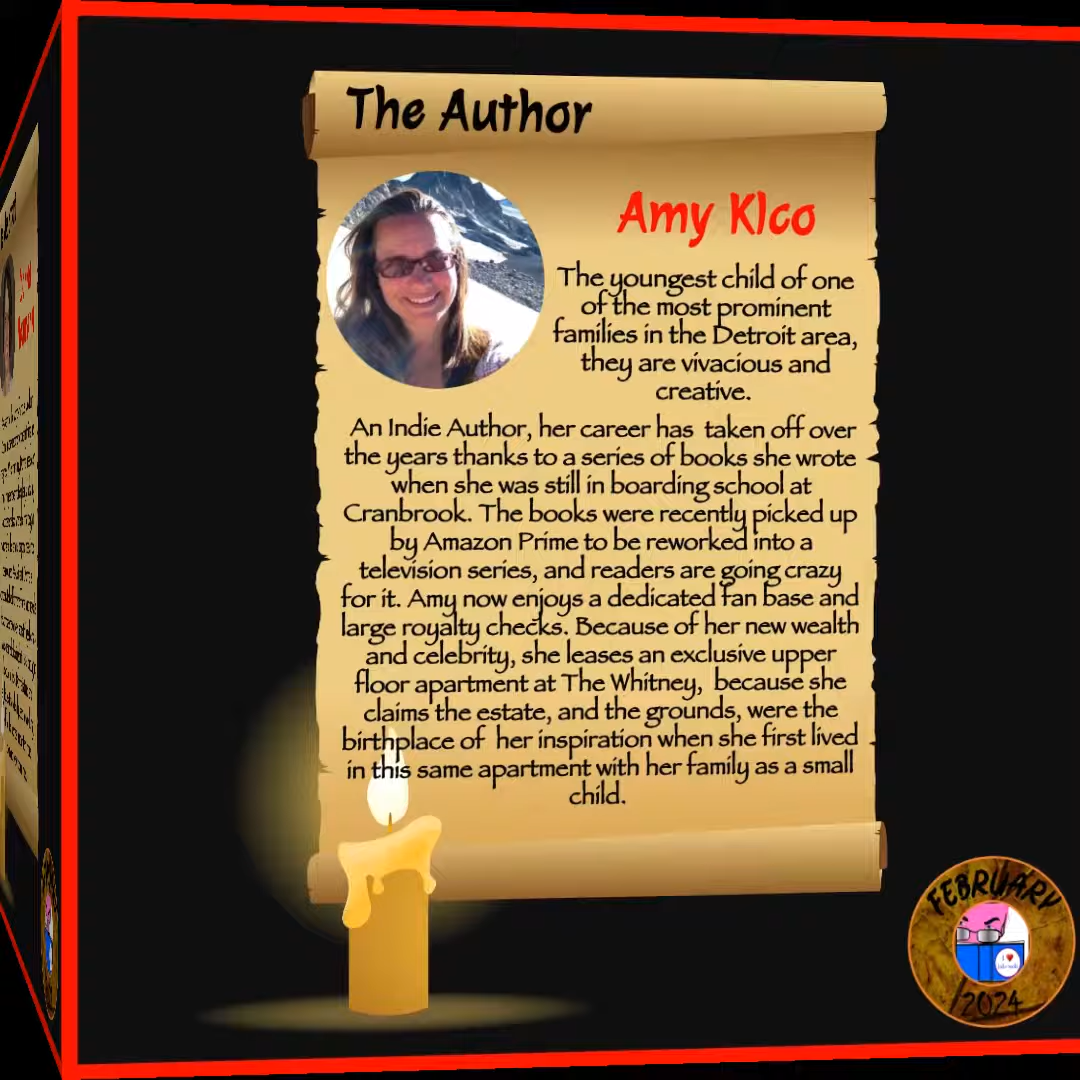 The Author
Amy Klco
The youngest child of one
of the most prominent
families in the Detroit area,
they are vivacious and
creative.
An Indie Author, her career has taken off over
the years thanks to a series of books she wrote
when she was still in boarding school at
Cranbrook. The books were recently picked up
by Amazon Prime to be reworked into a
television series, and readers are going crazy
for it. Amy now enjoys a dedicated fan base and
large royalty checks. Because of her new wealth
and celebrity, she leases an exclusive upper
floor apartment at The Whitney, because she
claims the estate, and the grounds, were the
birthplace of her inspiration when she first lived
in this same apartment with her family as a small
child.
FEBRUARY
I
2024